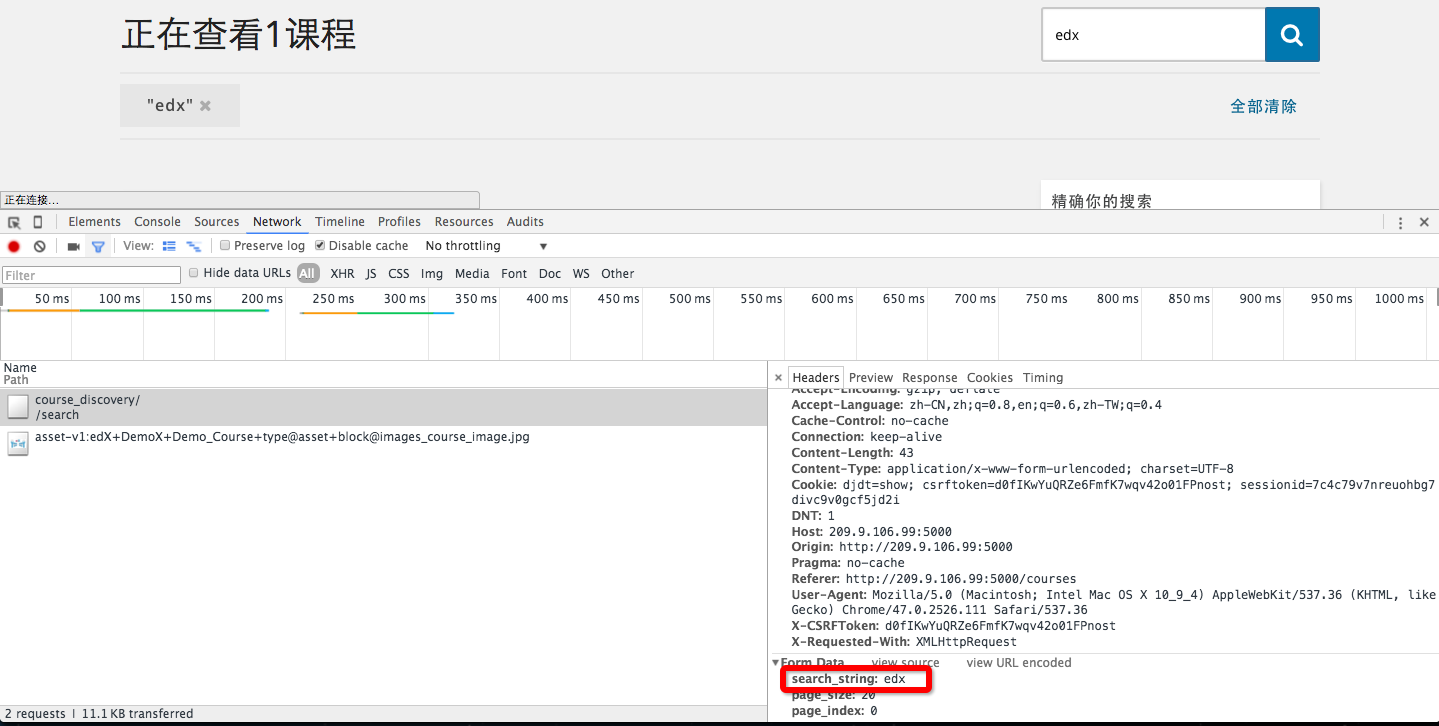 正在查看1课程
edx
"edx" ✖
全部清除
精确你的搜索
正在连接...
Elements Console Sources Network Timeline Profiles Resources Audits
View: Preserve log Disable cache No throttling ▼
Filter Hide data URLs All XHR JS CSS Img Media Font Doc WS Other
50 ms 100 ms 150 ms 200 ms 250 ms 300 ms 350 ms 400 ms 450 ms 500 ms 550 ms 600 ms 650 ms 700 ms 750 ms 800 ms 850 ms 900 ms 950 ms 1000 ms
Name
Path
course_discovery/
/search
asset-v1:edX+DemoX+Demo_Course+type@asset+block@images_course_image.jpg
2 requests | 11.1 KB transferred
× Headers Preview Response Cookies Timing
Accept-Encoding: gzip, deflate
Accept-Language: zh-CN,zh;q=0.8,en;q=0.6,zh-TW;q=0.4
Cache-Control: no-cache
Connection: keep-alive
Content-Length: 43
Content-Type: application/x-www-form-urlencoded; charset=UTF-8
Cookie: djdt=show; csrftoken=d0fIKwYuQRZe6FmfK7wqv42o01FPnost; sessionid=7c4c79v7nreuohbg7
divc9v0gcf5jd2i
DNT: 1
Host: 209.9.106.99:5000
Origin: http://209.9.106.99:5000
Pragma: no-cache
Referer: http://209.9.106.99:5000/courses
User-Agent: Mozilla/5.0 (Macintosh; Intel Mac OS X 10_9_4) AppleWebKit/537.36 (KHTML, like
Gecko) Chrome/47.0.2526.111 Safari/537.36
X-CSRFToken: d0fIKwYuQRZe6FmfK7wqv42o01FPnost
X-Requested-With: XMLHttpRequest
▼Form Data view source view URL encoded
search_string: edx
page_size: 20
page_index: 0